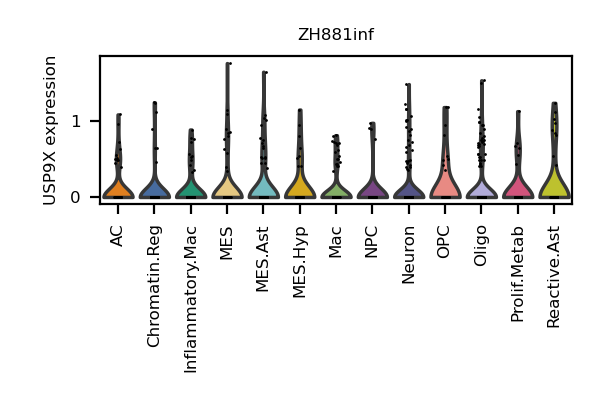 ZH881inf
USP9X expression
1
0
AC
Chromatin.Reg
Inflammatory.Mac
MES
MES.Ast
MES.Hyp
Mac
NPC
Neuron
OPC
Oligo
Prolif.Metab
Reactive.Ast